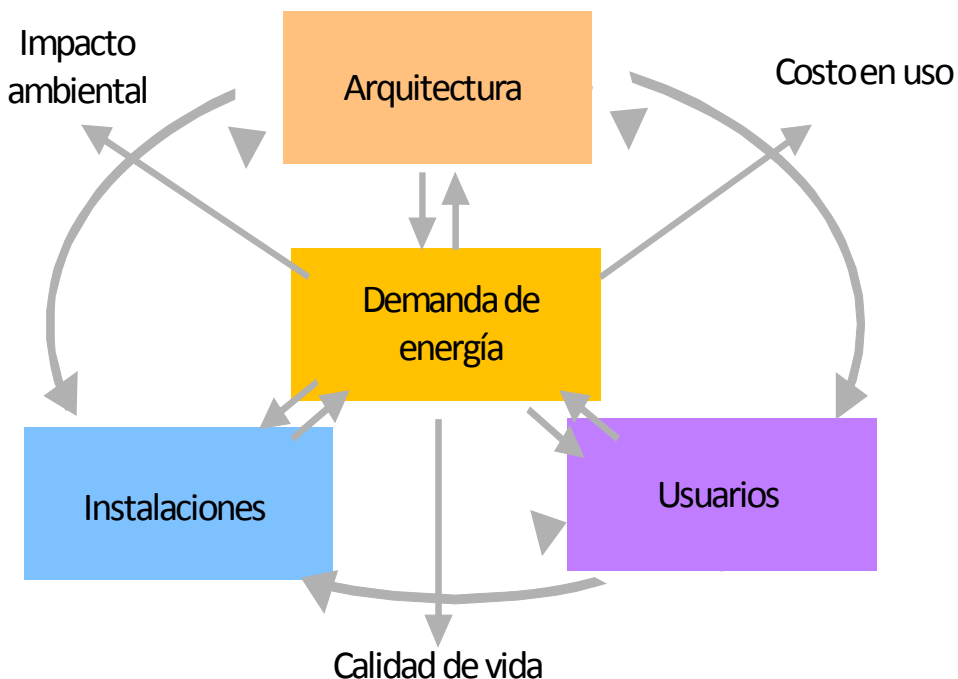 Impacto
ambiental
Arquitectura
Costo en uso
Demanda de
energía
Instalaciones
Usuarios
Calidad de vida